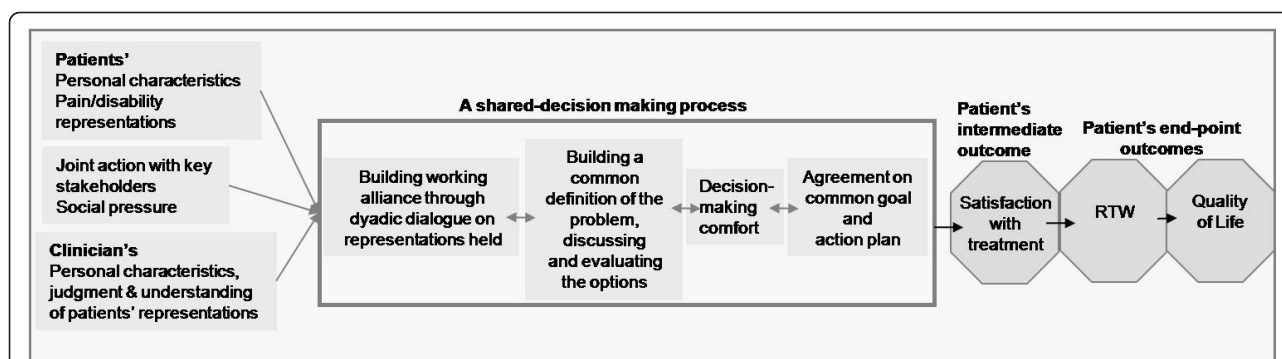 Patients'
Personal characteristics
Pain/disability
representations
Joint action with key
stakeholders
Social pressure
Clinician's
Personal characteristics,
judgment & understanding
of patients' representations
A shared-decision making process
Building working
alliance through
dyadic dialogue on
representations held
Building a
common
definition of the
problem,
discussing
and evaluating
the options
Decision-
making
comfort
Agreement on
common goal
and
action plan
Patient's
intermediate
outcome
Patient's end-point
outcomes
Satisfaction
with
treatment
RTW
Quality
of Life